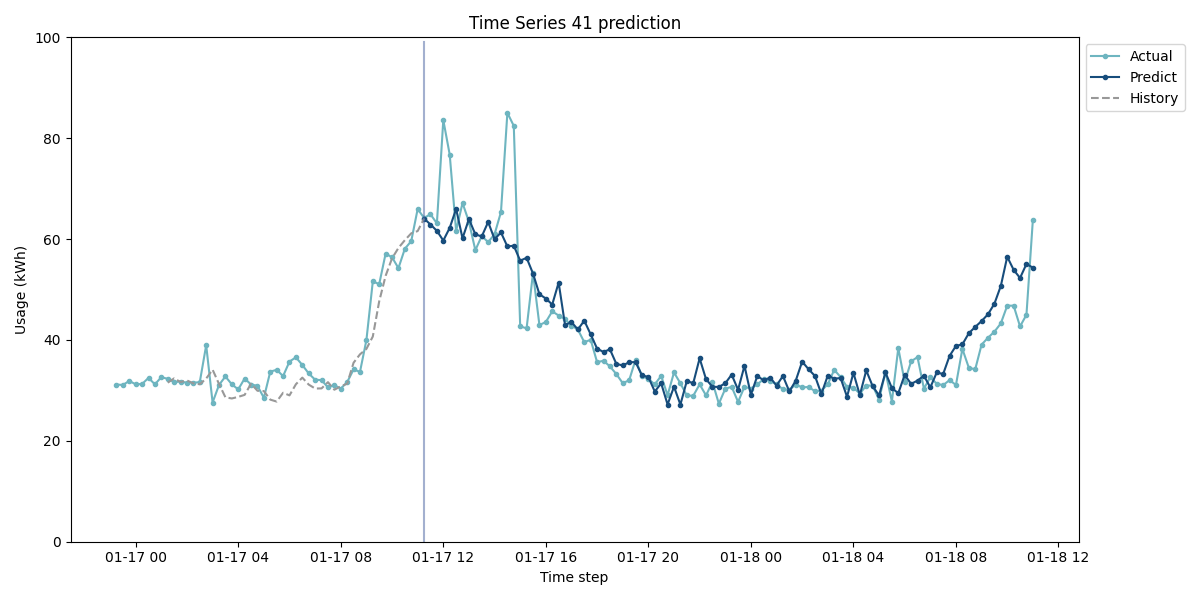 Time Series 41 prediction
100
80
60
40
20
0
Usage (kWh)
01-17 00 01-17 04 01-17 08 01-17 12 01-17 16 01-17 20 01-18 00 01-18 04 01-18 08 01-18 12
Time step
Actual
Predict
History